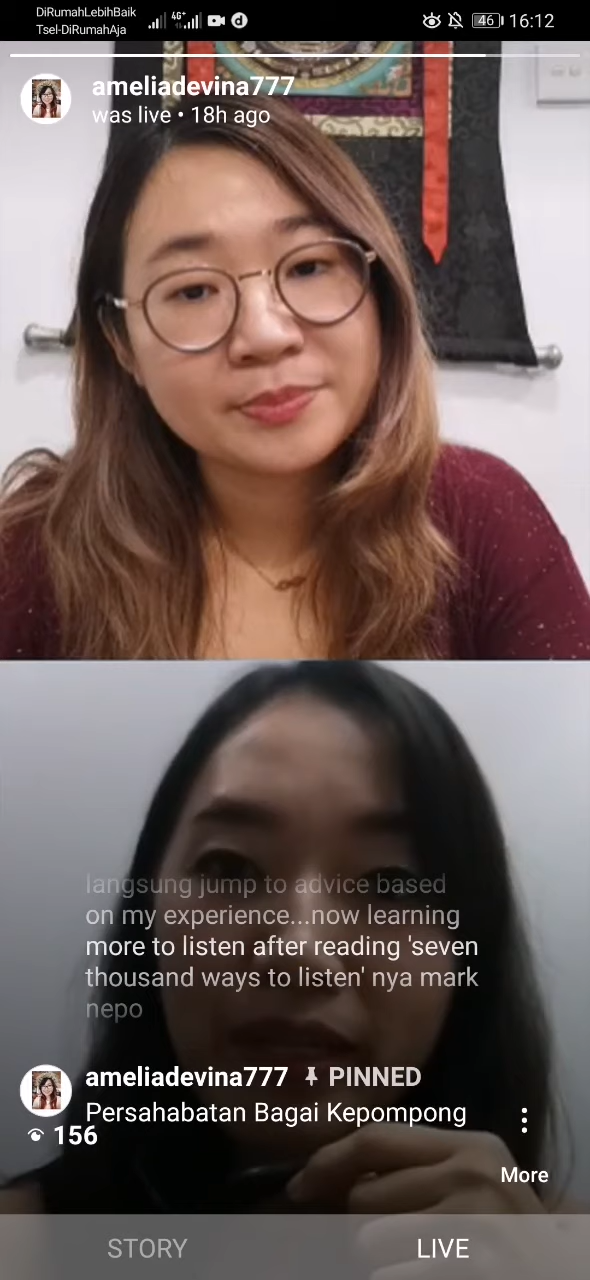 DiRumahLebihBaik
Tsel-DiRumahAja
4G+
46
16:12
ameliadevina777
was live • 18h ago
langsung jump to advice based
on my experience...now learning
more to listen after reading 'seven
thousand ways to listen' nya mark
nepo
ameliadevina777 PINNED
Persahabatan Bagai Kepompong
156
More
STORY LIVE